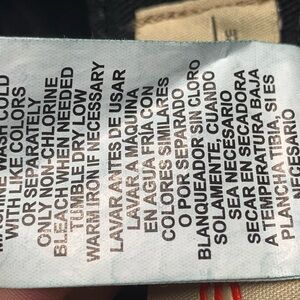 MACHINE WASH COLD
WITH LIKE COLORS
OR SEPARATELY
ONLY NON-CHLORINE
BLEACH WHEN NEEDED
TUMBLE DRY LOW
WARM IRON IF NECESSARY
LAVAR ANTES DE USAR
LAVAR A MAQUINA
EN AGUA FRIA CON
COLORES SIMILARES
O POR SEPARADO
BLANQUEADOR SIN CLORO
SOLAMENTE, CUANDO
SEA NECESARIO
SECAR EN SECADORA
A TEMPERATURA BAJA
PLANCHA TIBIA, SI ES
NECESARIO